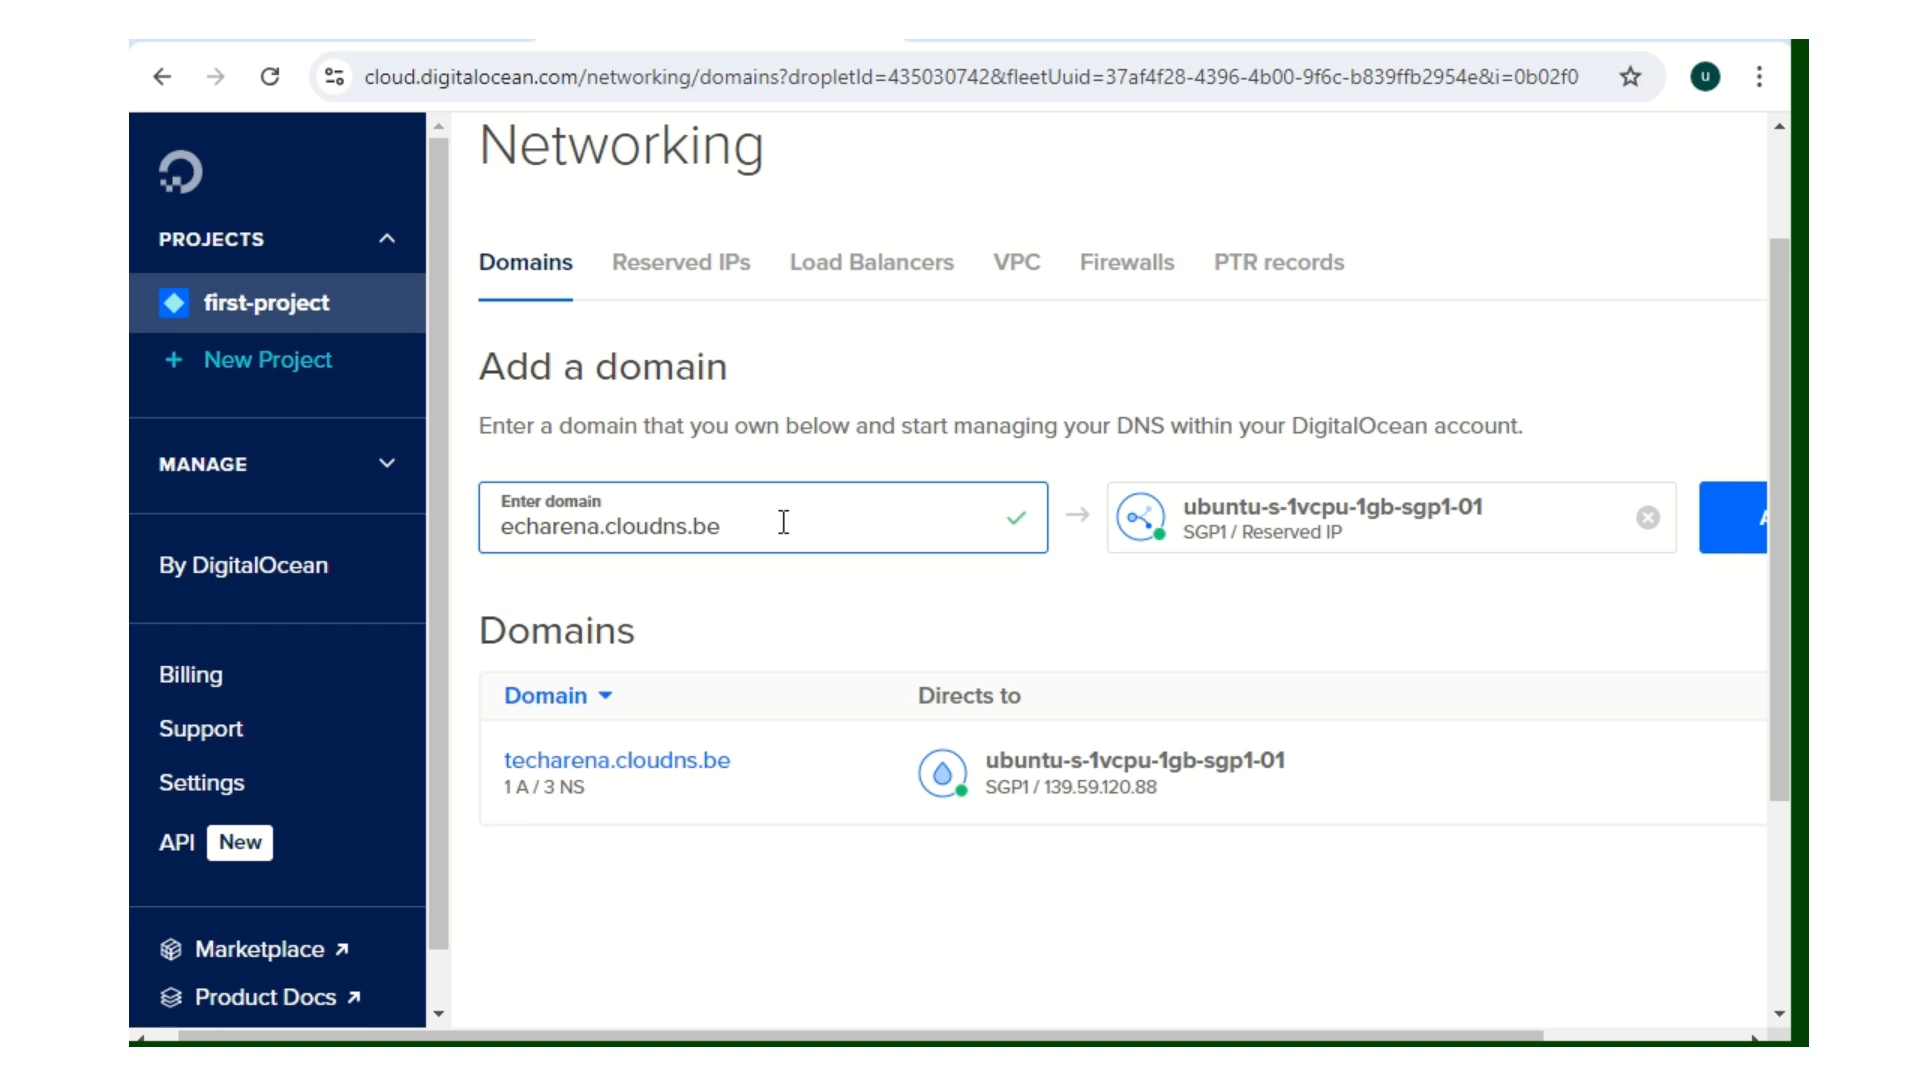 cloud.digitalocean.com/networking/domains?dropletId=435030742&fleetUuid=37af4f28-4396-4b00-9f6c-b839ffb2954e&i=0b02f0
u
PROJECTS
first-project
+ New Project
MANAGE
By DigitalOcean
Billing
Support
Settings
API New
Marketplace
Product Docs
Networking
Domains Reserved IPs Load Balancers VPC Firewalls PTR records
Add a domain
Enter a domain that you own below and start managing your DNS within your DigitalOcean account.
Enter domain
echarena.cloudns.be
ubuntu-s-1vcpu-1gb-sgp1-01
SGP1 / Reserved IP
Domains
Domain Directs to
techarena.cloudns.be
1 A / 3 NS
ubuntu-s-1vcpu-1gb-sgp1-01
SGP1 / 139.59.120.88